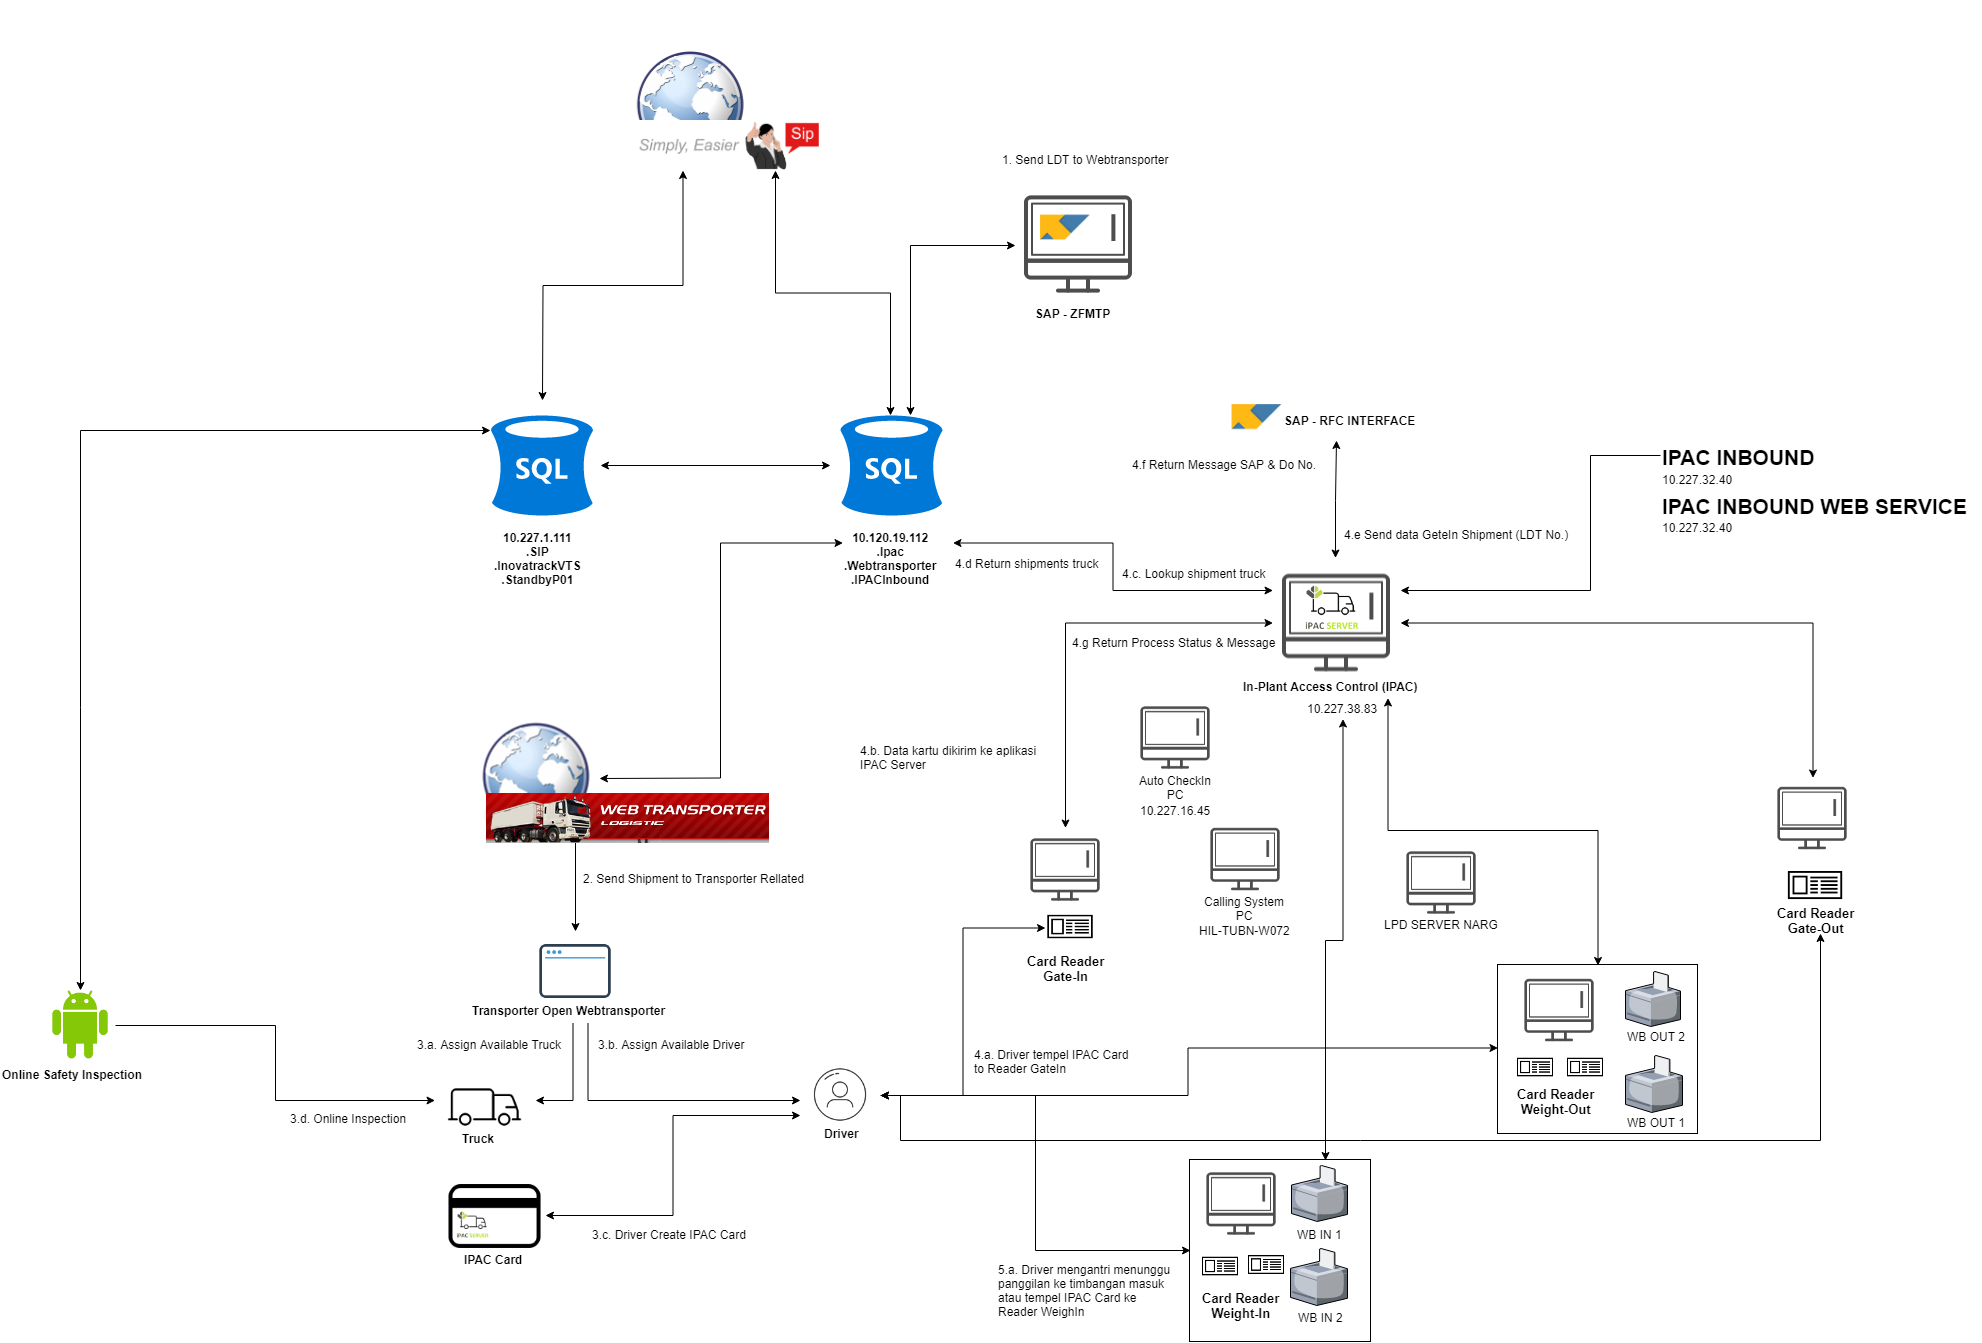 Simply, Easier
Sip
1. Send LDT to Webtransporter
SAP - ZFMTP
SQL
SQL
10.227.1.111
.SIP
.InovatrackVTS
.StandbyP01
10.120.19.112
.Ipac
.Webtransporter
.IPACInbound
SAP - RFC INTERFACE
4.f Return Message SAP & Do No.
IPAC INBOUND
10.227.32.40
IPAC INBOUND WEB SERVICE
10.227.32.40
4.e Send data GeteIn Shipment (LDT No.)
4.d Return shipments truck
4.c. Lookup shipment truck
iPAC SERVER
4.g Return Process Status & Message
In-Plant Access Control (IPAC)
10.227.38.83
4.b. Data kartu dikirim ke aplikasi
IPAC Server
Auto CheckIn
PC
10.227.16.45
WEB TRANSPORTER
LOGISTIC
2. Send Shipment to Transporter Rellated
Calling System
PC
HIL-TUBN-W072
LPD SERVER NARG
Card Reader
Gate-Out
Card Reader
Gate-In
Transporter Open Webtransporter
3.a. Assign Available Truck
3.b. Assign Available Driver
4.a. Driver tempel IPAC Card
to Reader GateIn
WB OUT 2
Card Reader
Weight-Out
WB OUT 1
Online Safety Inspection
3.d. Online Inspection
Truck
Driver
iPAC SERVER
3.c. Driver Create IPAC Card
IPAC Card
WB IN 1
5.a. Driver mengantri menunggu
panggilan ke timbangan masuk
atau tempel IPAC Card ke
Reader WeighIn
Card Reader
Weight-In
WB IN 2